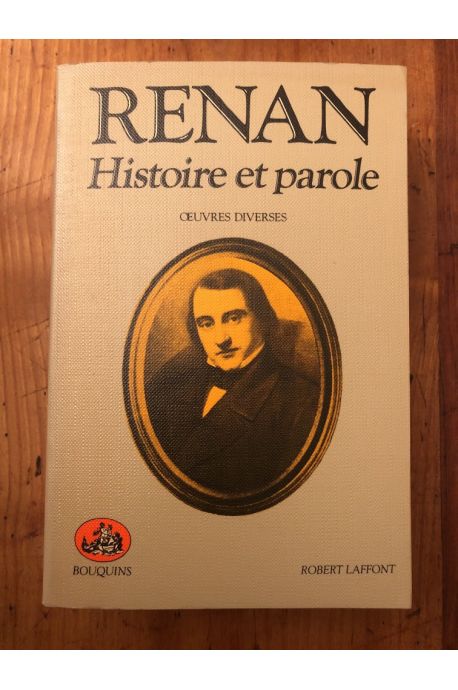 RENAN
Histoire et parole
ŒUVRES DIVERSES
BOUQUINS
ROBERT LAFFONT